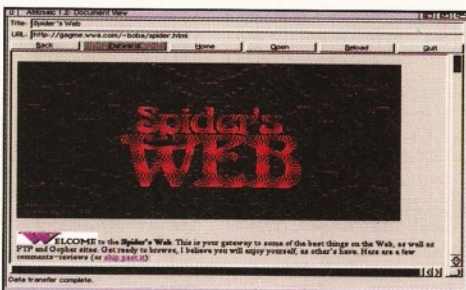 AMosaic 1.2: Document View
Title: Spider's Web
URL: http://gagme.wwa.com/~boba/spider.html
Back Forward Home Open Reload Quit
Spider's
WEB
WELCOME to the Spider's Web. This is your gateway to some of the best things on the Web, as well as
FTP and Gopher sites. Get ready to browse, I believe you will enjoy yourself, as other's have. Here are a few
comments--reviews (or skip past it):
Data transfer complete.